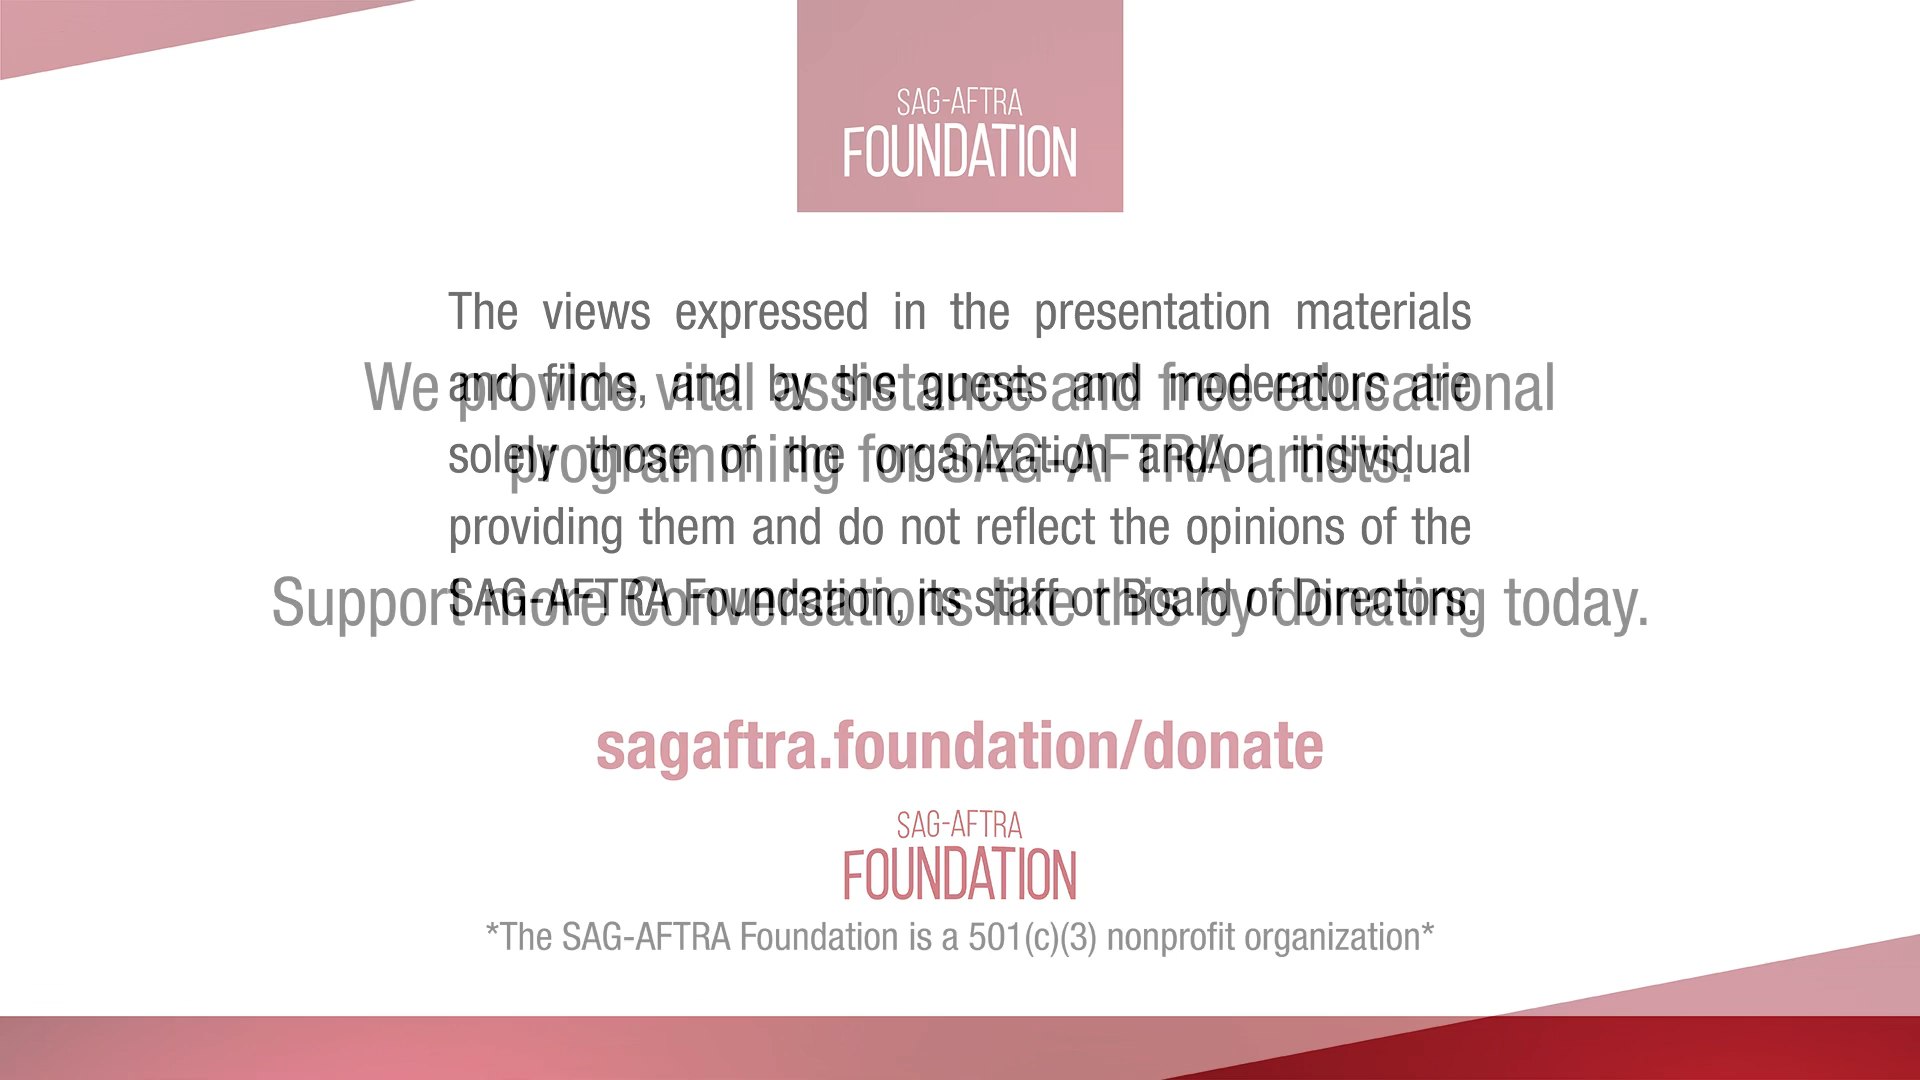 SAG-AFTRA
FOUNDATION
The views expressed in the presentation materials
and films, and by the guests and moderators are
solely those of the organization and/or individual
providing them and do not reflect the opinions of the
SAG-AFTRA Foundation, its staff or Board of Directors.
We provide vital assistance and free educational
programming for SAG-AFTRA artists.
Support more Conversations like this by donating today.
sagaftra.foundation/donate
SAG-AFTRA
FOUNDATION
*The SAG-AFTRA Foundation is a 501(c)(3) nonprofit organization*